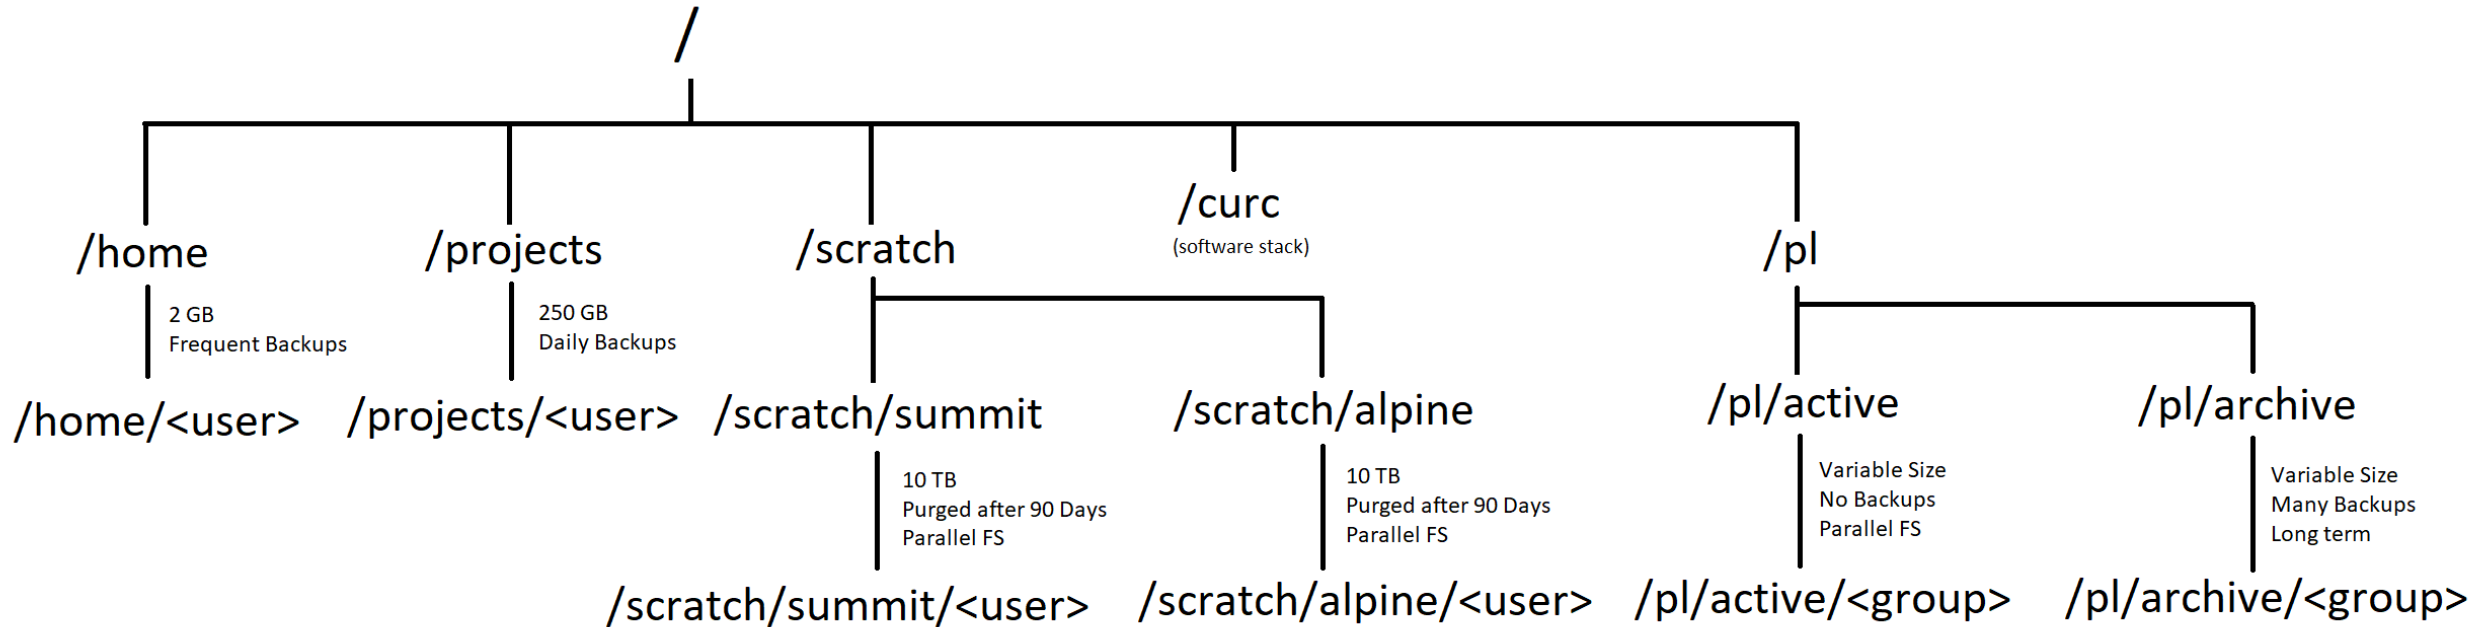 /
/home
/projects
/scratch
/curc
(software stack)
/pl
2 GB
Frequent Backups
250 GB
Daily Backups
/home/<user>
/projects/<user>
/scratch/summit
/scratch/alpine
/pl/active
/pl/archive
10 TB
Purged after 90 Days
Parallel FS
10 TB
Purged after 90 Days
Parallel FS
Variable Size
No Backups
Parallel FS
Variable Size
Many Backups
Long term
/scratch/summit/<user>
/scratch/alpine/<user>
/pl/active/<group>
/pl/archive/<group>